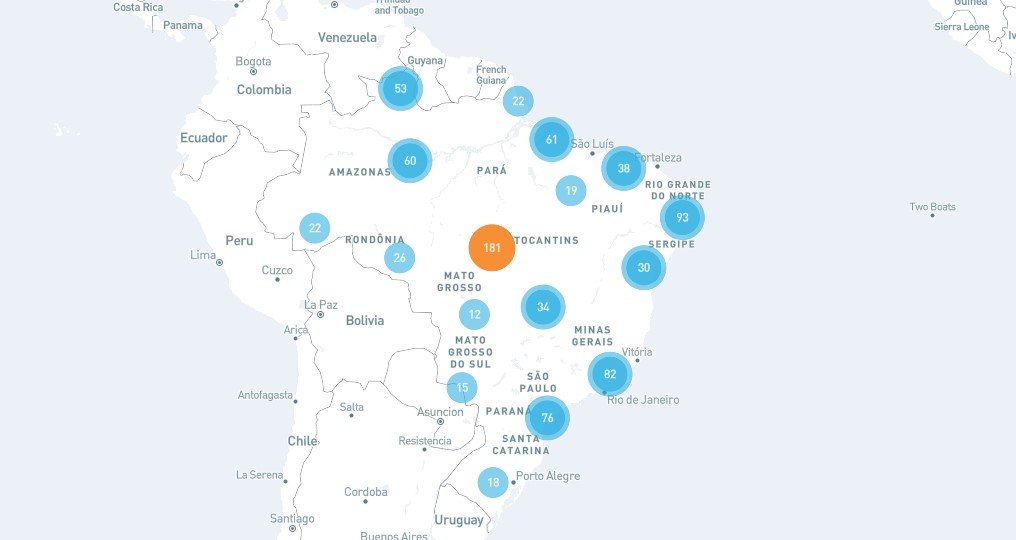 Costa Rica
Trinidad
and Tobago
Guinea
Panama
Sierra Leone
Venezuela
Guyana
Bogota
French
Guiana
Colombia
53
22
Ecuador
61
São Luís
60
38
Fortaleza
AMAZONAS
PARÁ
19
RIO GRANDE
DO NORTE
PIAUÍ
Two Boats
93
22
Peru
RONDÔNIA
181
TOCANTINS
SERGIPE
Lima
26
Cuzco
30
MATO
GROSSO
La Paz
12
34
Bolivia
Arica
MINAS
GERAIS
MATO
GROSSO
DO SUL
Vitória
82
SÃO
PAULO
15
Antofagasta
Salta
Asuncion
PARANÁ
76
Rio de Janeiro
Chile
Resistencia
SANTA
CATARINA
La Serena
18
Porto Alegre
Cordoba
Santiago
Uruguay
Buenos Aires